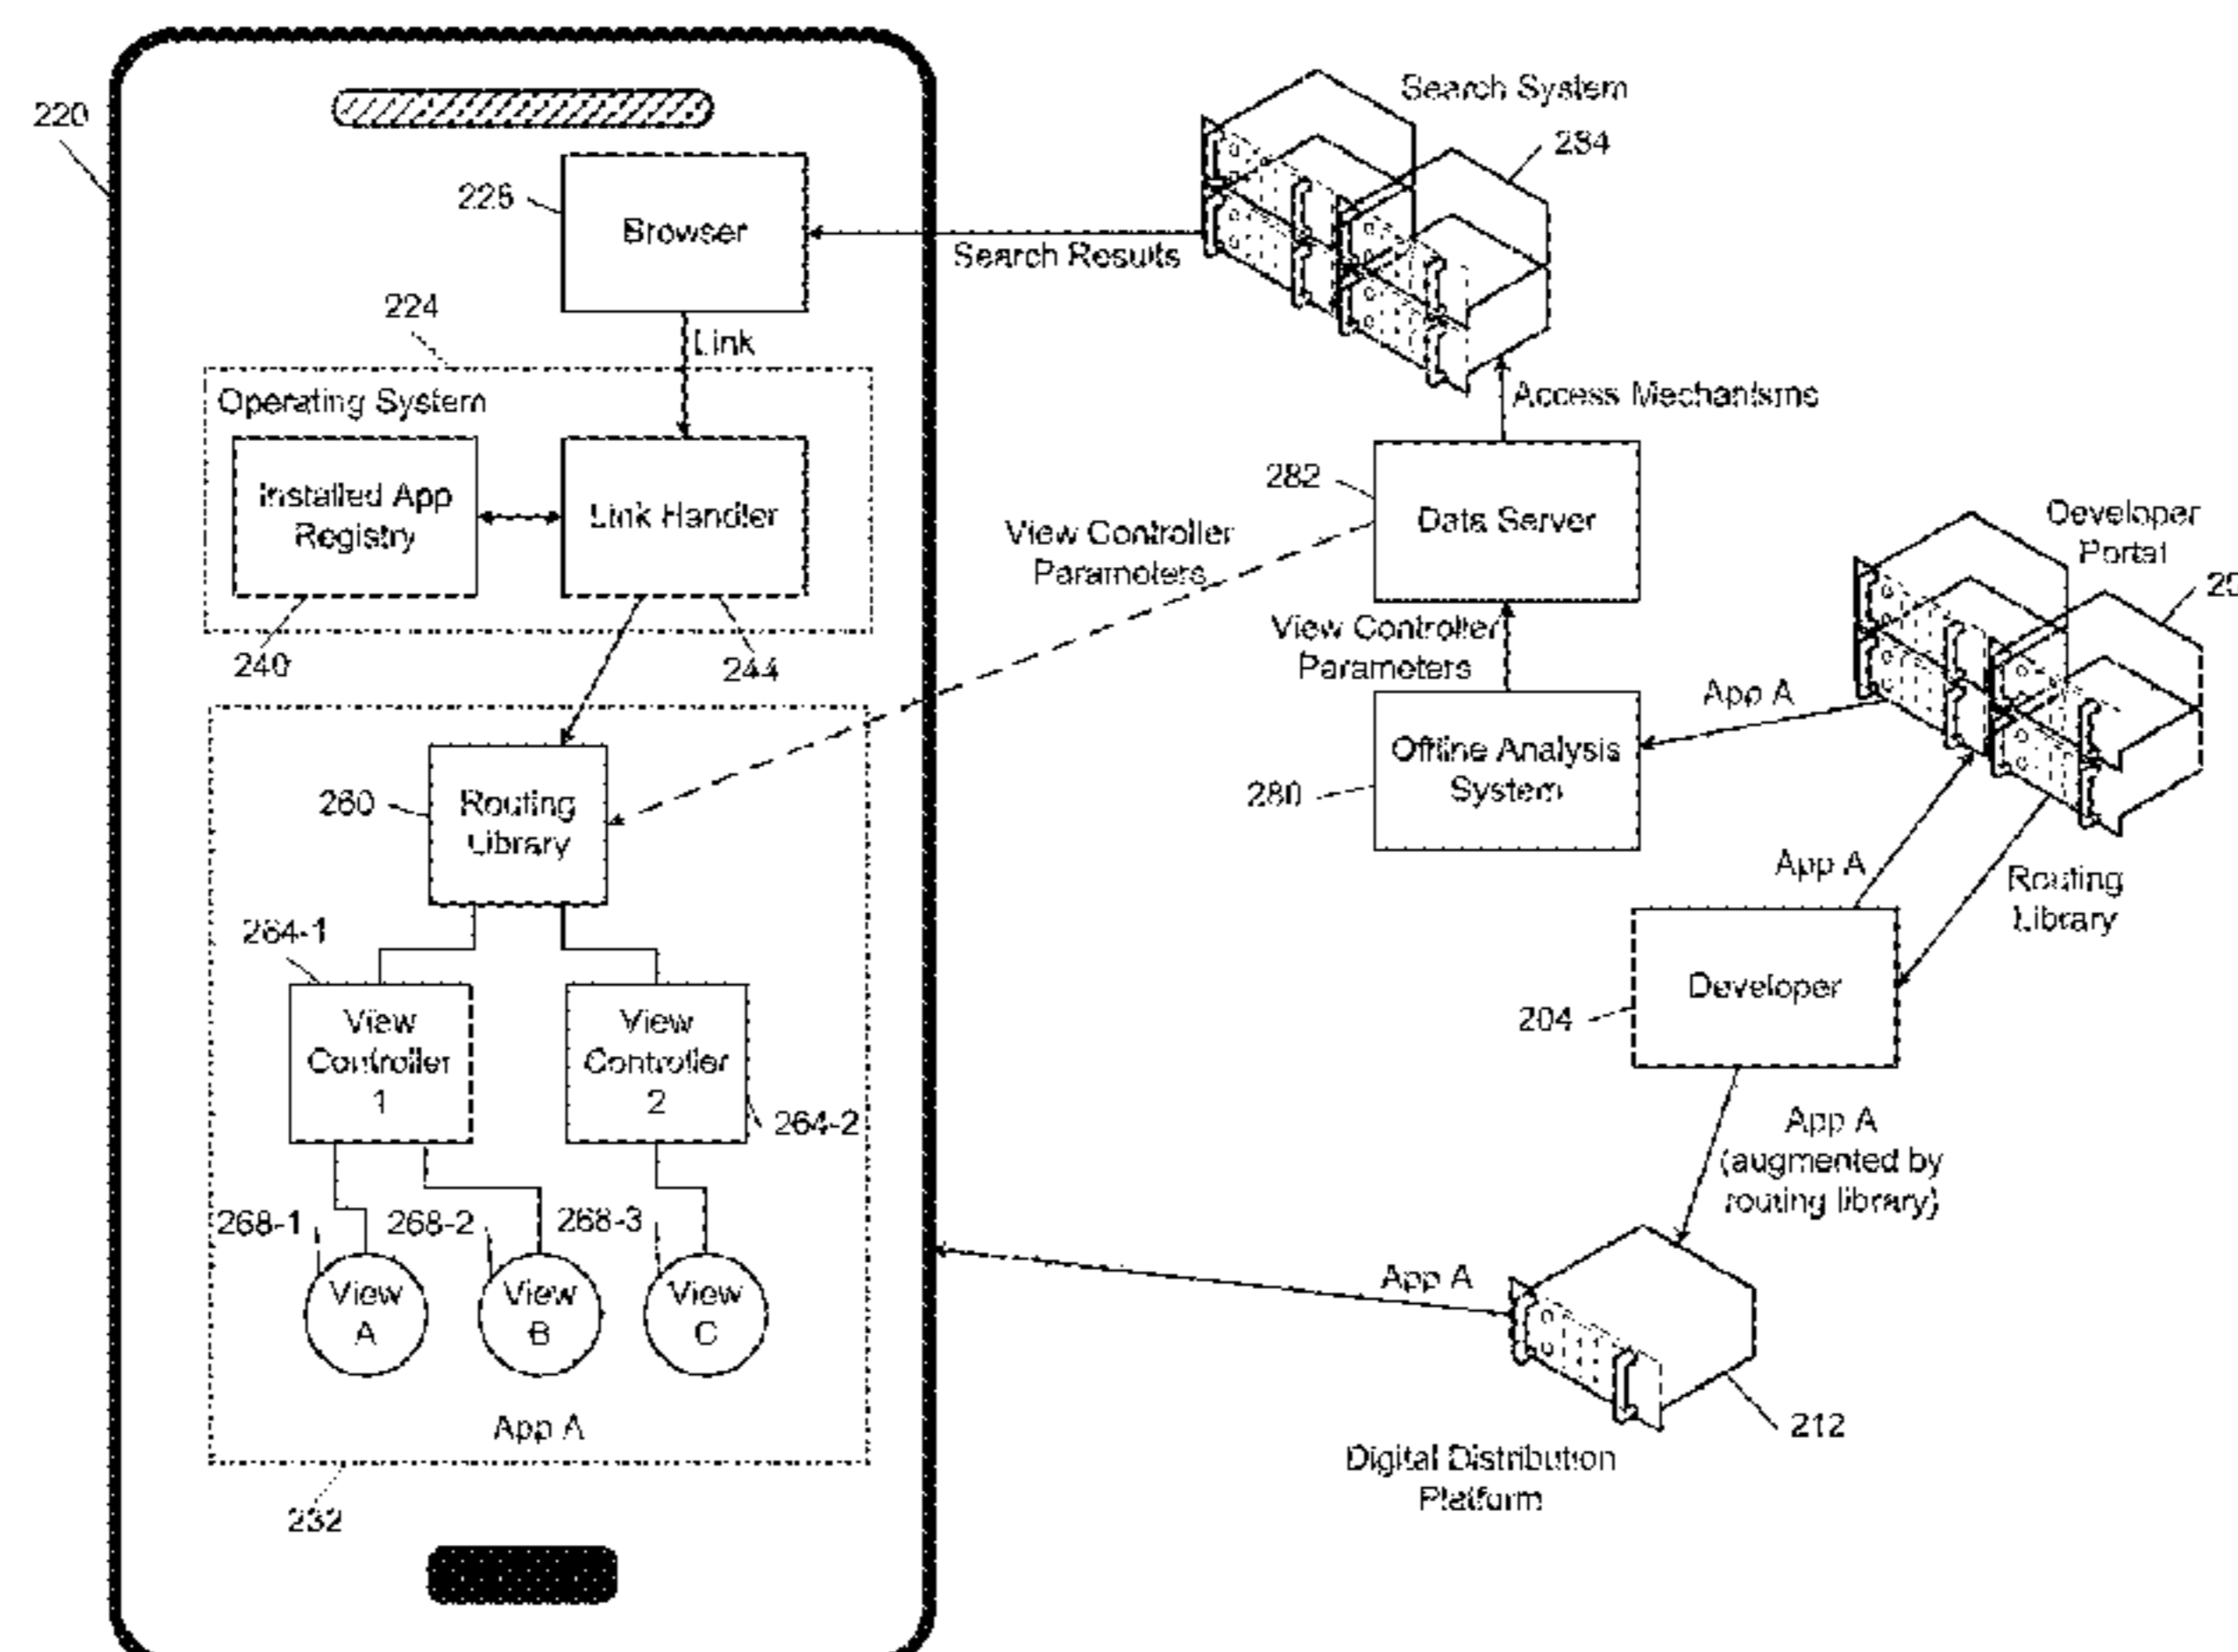 220
Search System
284
228
Browser
Search Results
224
Link
Operating System
Access Mechanisms
Installed App
Registry
Link Handler
282
Data Server
View Controller
Parameters
Developer
Portal
240
244
View Controller
Parameters
App A
Offline Analysis
System
280
260
Routing
Library
App A
Routing
Library
264-1
View
Controller
1
View
Controller
2
264-2
Developer
204
App A
(augmented by
routing library)
268-1
268-2
268-3
View
A
View
B
View
C
App A
App A
212
Digital Distribution
Platform
232